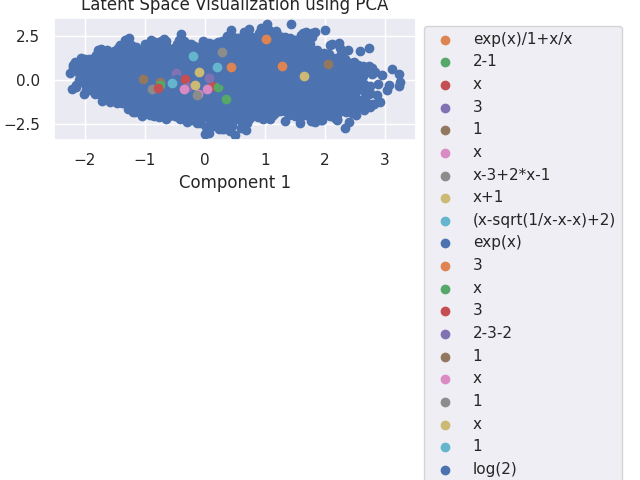 Latent Space Visualization using PCA
2.5
0.0
−2.5
−2 −1 0 1 2 3
Component 1
exp(x)/1+x/x
2-1
x
3
1
x
x-3+2*x-1
x+1
(x-sqrt(1/x-x-x)+2)
exp(x)
3
x
3
2-3-2
1
x
1
x
1
log(2)